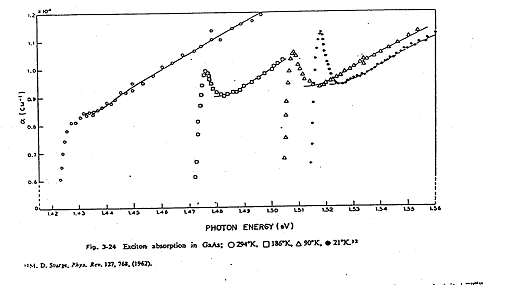 1.2 x 10⁴
1.1
1.0
0.9
0.8
0.7
0.6
0
α (cm⁻¹)
1.42 1.43 1.44 1.45 1.46 1.47 1.48 1.49 1.50 1.51 1.52 1.53 1.54 1.55 1.56
PHOTON ENERGY (eV)
Fig. 3-24 Exciton absorption in GaAs; ○ 294°K, □ 186°K, △ 90°K, ● 21°K.¹²
D. Sturge, Phys. Rev. 127, 768, (1962).